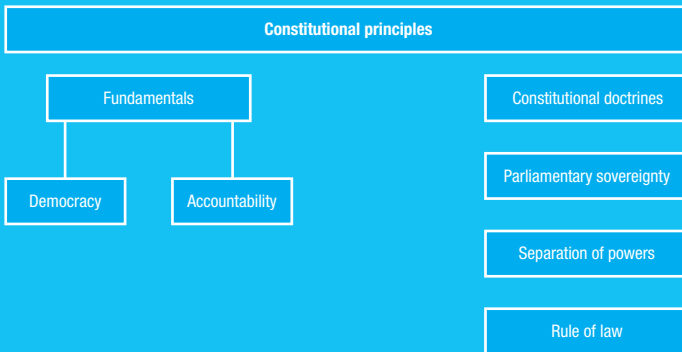 Constitutional principles
Fundamentals
Democracy
Accountability
Constitutional doctrines
Parliamentary sovereignty
Separation of powers
Rule of law